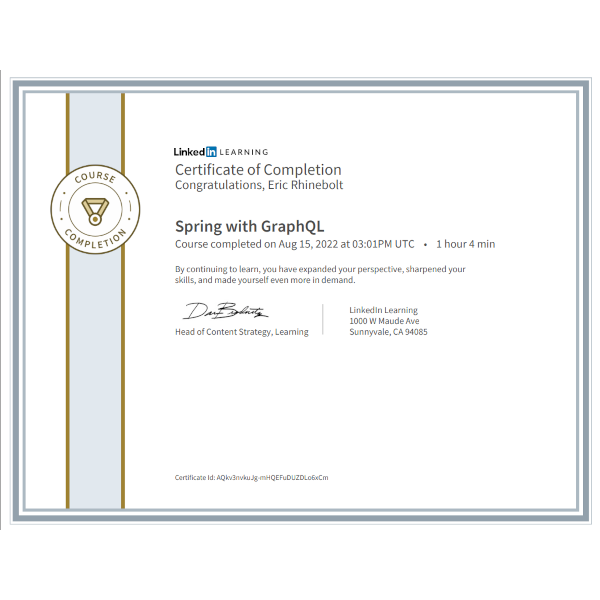 COURSE
COMPLETION
Linked in LEARNING
Certificate of Completion
Congratulations, Eric Rhinebolt
Spring with GraphQL
Course completed on Aug 15, 2022 at 03:01PM UTC • 1 hour 4 min
By continuing to learn, you have expanded your perspective, sharpened your
skills, and made yourself even more in demand.
Head of Content Strategy, Learning
LinkedIn Learning
1000 W Maude Ave
Sunnyvale, CA 94085
Certificate Id: AQkv3nvkuJg-mHQEFuDUZDLo6xCm